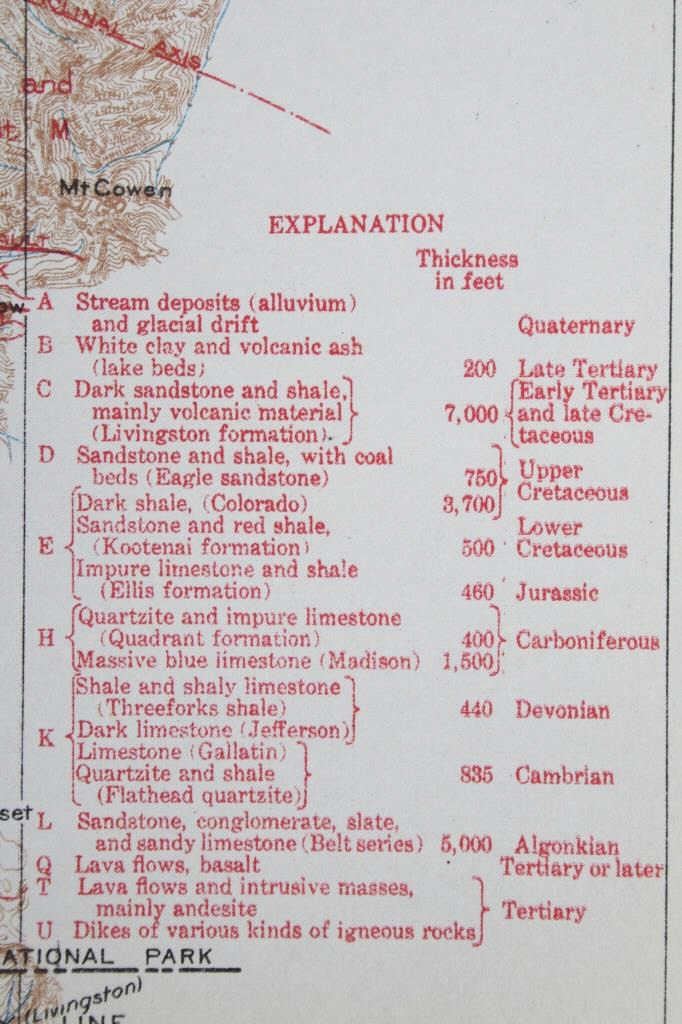 CLINAL AXIS
and
M
Mt Cowen
EXPLANATION
Thickness
in feet
A Stream deposits (alluvium)
and glacial drift Quaternary
B White clay and volcanic ash
(lake beds) 200 Late Tertiary
C Dark sandstone and shale, Early Tertiary
mainly volcanic material 7,000 and late Cre-
(Livingston formation). taceous
D Sandstone and shale, with coal
beds (Eagle sandstone) 750 Upper
Dark shale, (Colorado) 3,700 Cretaceous
Sandstone and red shale, Lower
E (Kootenai formation) 500 Cretaceous
Impure limestone and shale
(Ellis formation) 460 Jurassic
Quartzite and impure limestone
H (Quadrant formation) 400 Carboniferous
Massive blue limestone (Madison) 1,500
Shale and shaly limestone
(Threeforks shale) 440 Devonian
K Dark limestone (Jefferson)
Limestone (Gallatin)
Quartzite and shale 835 Cambrian
(Flathead quartzite)
set L Sandstone, conglomerate, slate,
and sandy limestone (Belt series) 5,000 Algonkian
Q Lava flows, basalt Tertiary or later
T Lava flows and intrusive masses,
mainly andesite Tertiary
U Dikes of various kinds of igneous rocks
ATIONAL PARK
(Livingston)
LINE